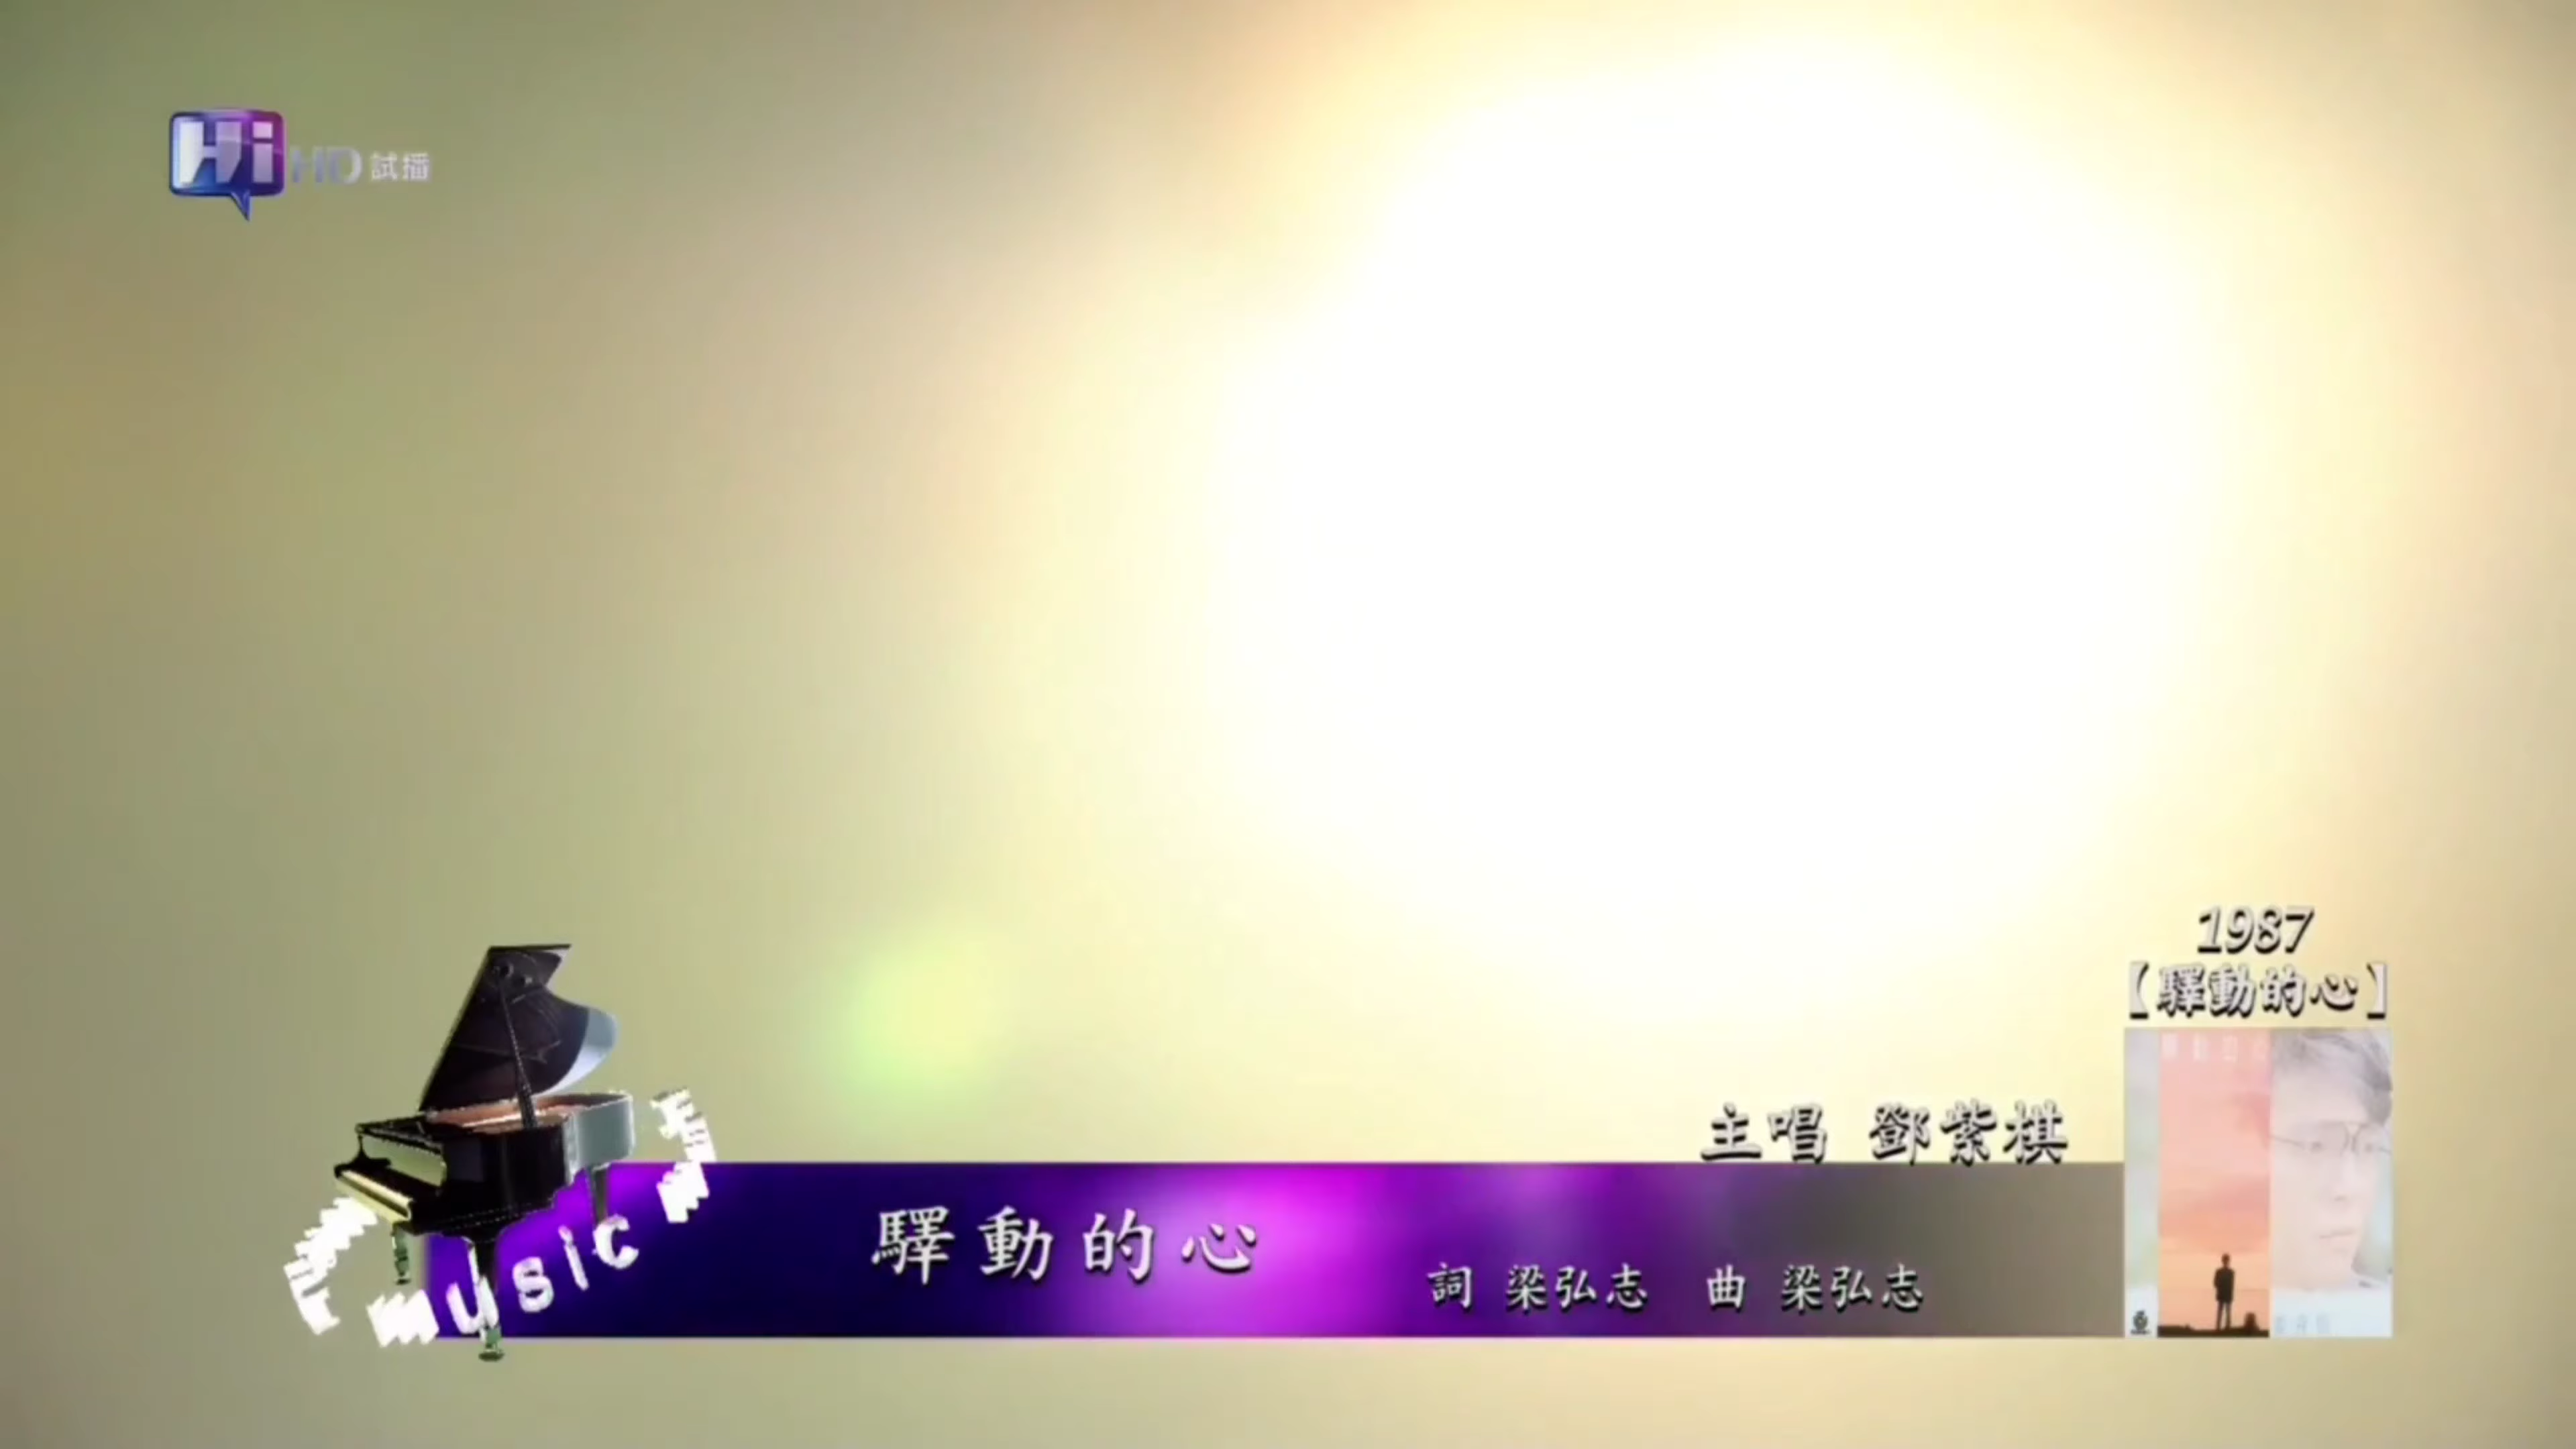 Hi HD 試播
1987
【驛動的心】
主唱 鄧紫棋
驛動的心
詞 梁弘志 曲 梁弘志
music